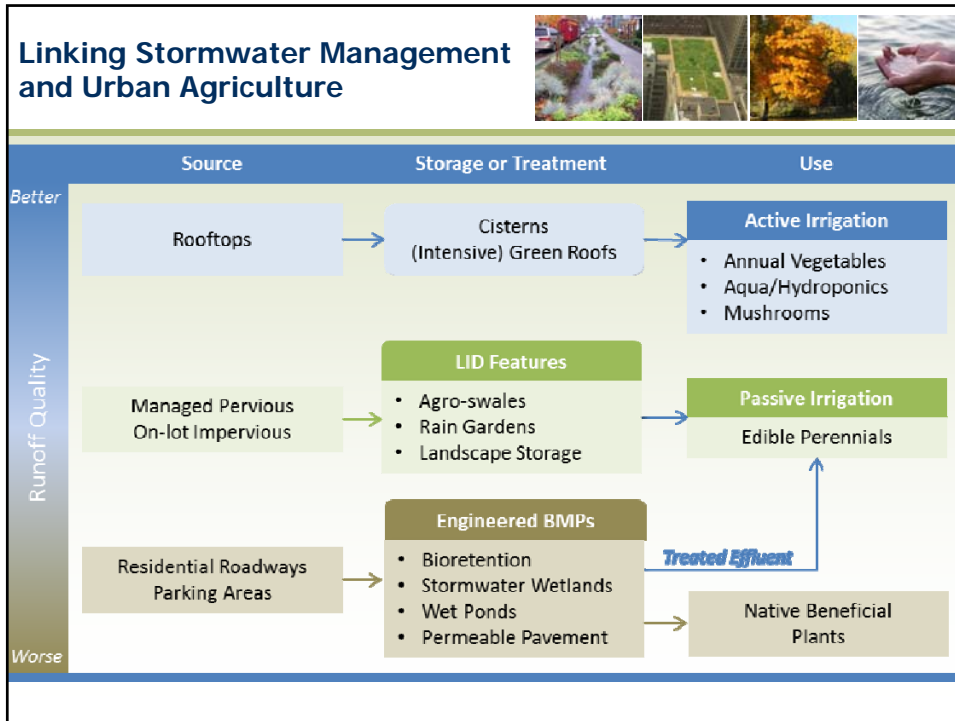 Linking Stormwater Management
and Urban Agriculture
Source
Storage or Treatment
Use
Better
Runoff Quality
Worse
Rooftops
Cisterns
(Intensive) Green Roofs
Active Irrigation
• Annual Vegetables
• Aqua/Hydroponics
• Mushrooms
Managed Pervious
On-lot Impervious
LID Features
• Agro-swales
• Rain Gardens
• Landscape Storage
Passive Irrigation
Edible Perennials
Residential Roadways
Parking Areas
Engineered BMPs
• Bioretention
• Stormwater Wetlands
• Wet Ponds
• Permeable Pavement
Treated Effluent
Native Beneficial
Plants